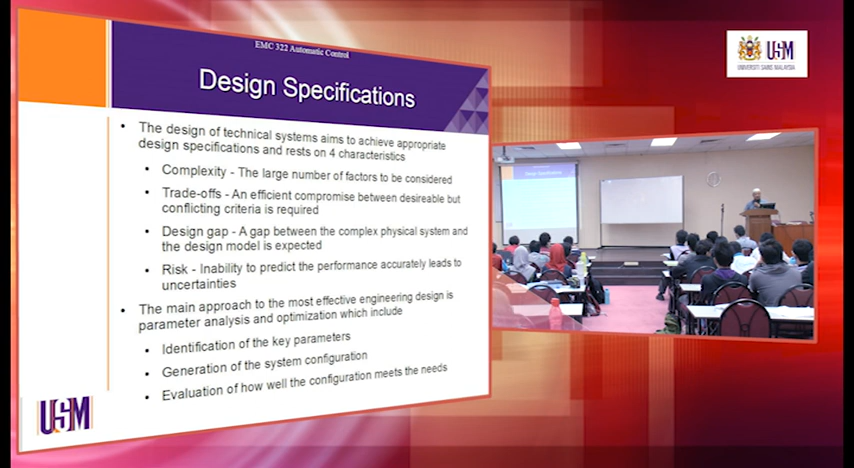 EMC 322 Automatic Control
Design Specifications
• The design of technical systems aims to achieve appropriate
design specifications and rests on 4 characteristics
• Complexity - The large number of factors to be considered
• Trade-offs - An efficient compromise between desireable but
conflicting criteria is required
• Design gap - A gap between the complex physical system and
the design model is expected
• Risk - Inability to predict the performance accurately leads to
uncertainties
• The main approach to the most effective engineering design is
parameter analysis and optimization which include
• Identification of the key parameters
• Generation of the system configuration
• Evaluation of how well the configuration meets the needs
USM
USM
UNIVERSITI SAINS MALAYSIA
Design Specifications